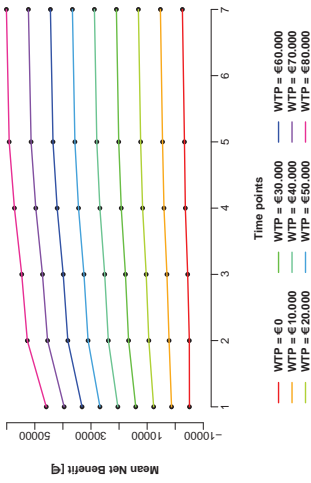 Mean Net Benefit [€]
50000
30000
10000
−10000
1
2
3
4
5
6
7
Time points
WTP = €0
WTP = €10.000
WTP = €20.000
WTP = €30.000
WTP = €40.000
WTP = €50.000
WTP = €60.000
WTP = €70.000
WTP = €80.000